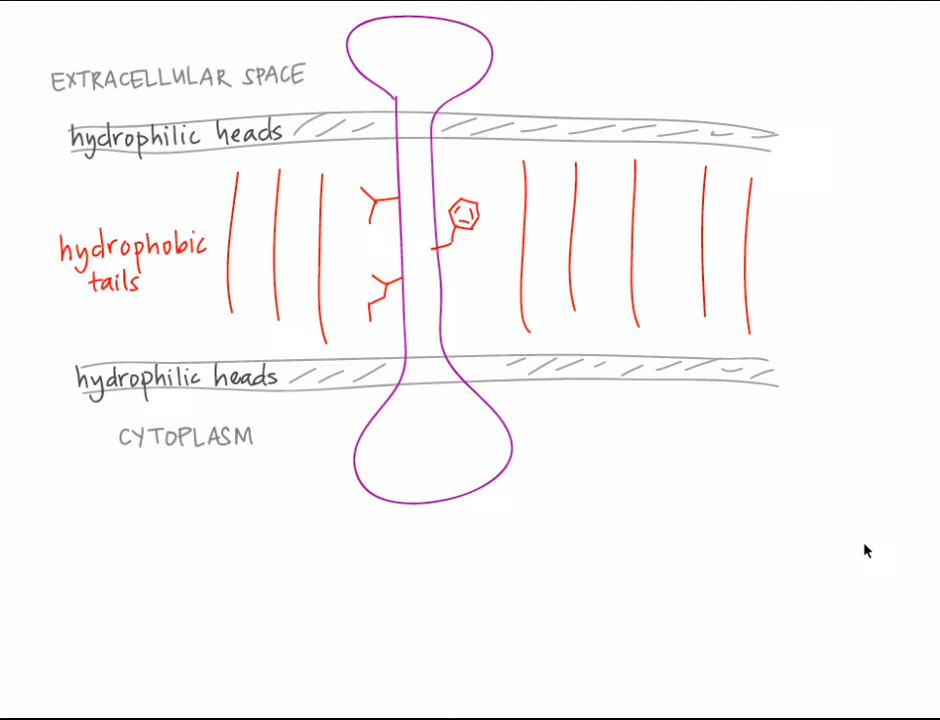 EXTRACELLULAR SPACE
hydrophilic heads
hydrophobic
tails
hydrophilic heads
CYTOPLASM